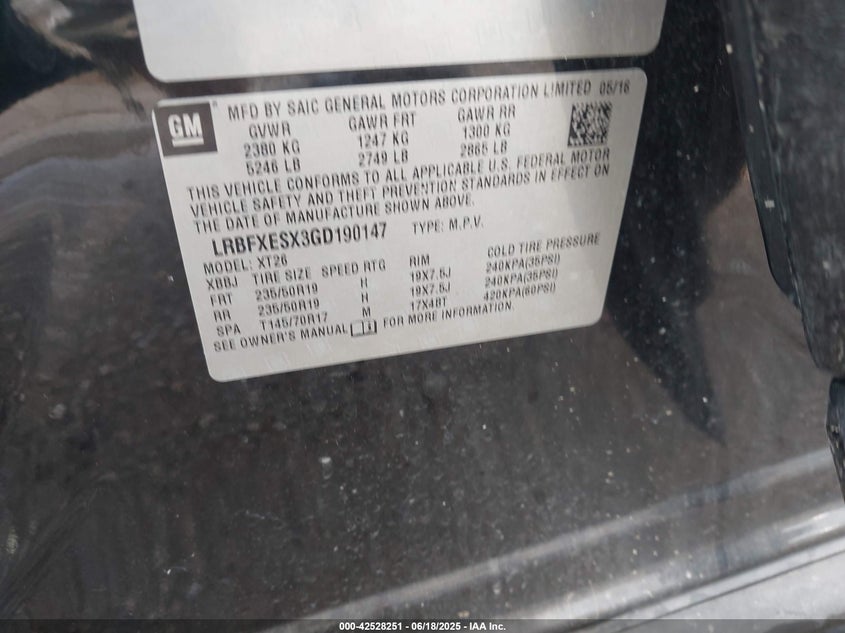 GM
MFD BY SAIC GENERAL MOTORS CORPORATION LIMITED 05/16
GVWR GAWR FRT GAWR RR
2380 KG 1247 KG 1300 KG
5246 LB 2749 LB 2865 LB
THIS VEHICLE CONFORMS TO ALL APPLICABLE U.S. FEDERAL MOTOR
VEHICLE SAFETY AND THEFT PREVENTION STANDARDS IN EFFECT ON
THE DATE OF MANUFACTURE SHOWN ABOVE.
LRBFXESX3GD190147 TYPE: M.P.V.
MODEL: XT26
XBBJ TIRE SIZE SPEED RTG RIM COLD TIRE PRESSURE
FRT 235/50R19 H 19X7.5J 240KPA(35PSI)
RR 235/50R19 H 19X7.5J 240KPA(35PSI)
SPA T145/70R17 M 17X4BT 420KPA(60PSI)
SEE OWNER'S MANUAL FOR MORE INFORMATION.
000-42528251 - 06/18/2025 - IAA Inc.